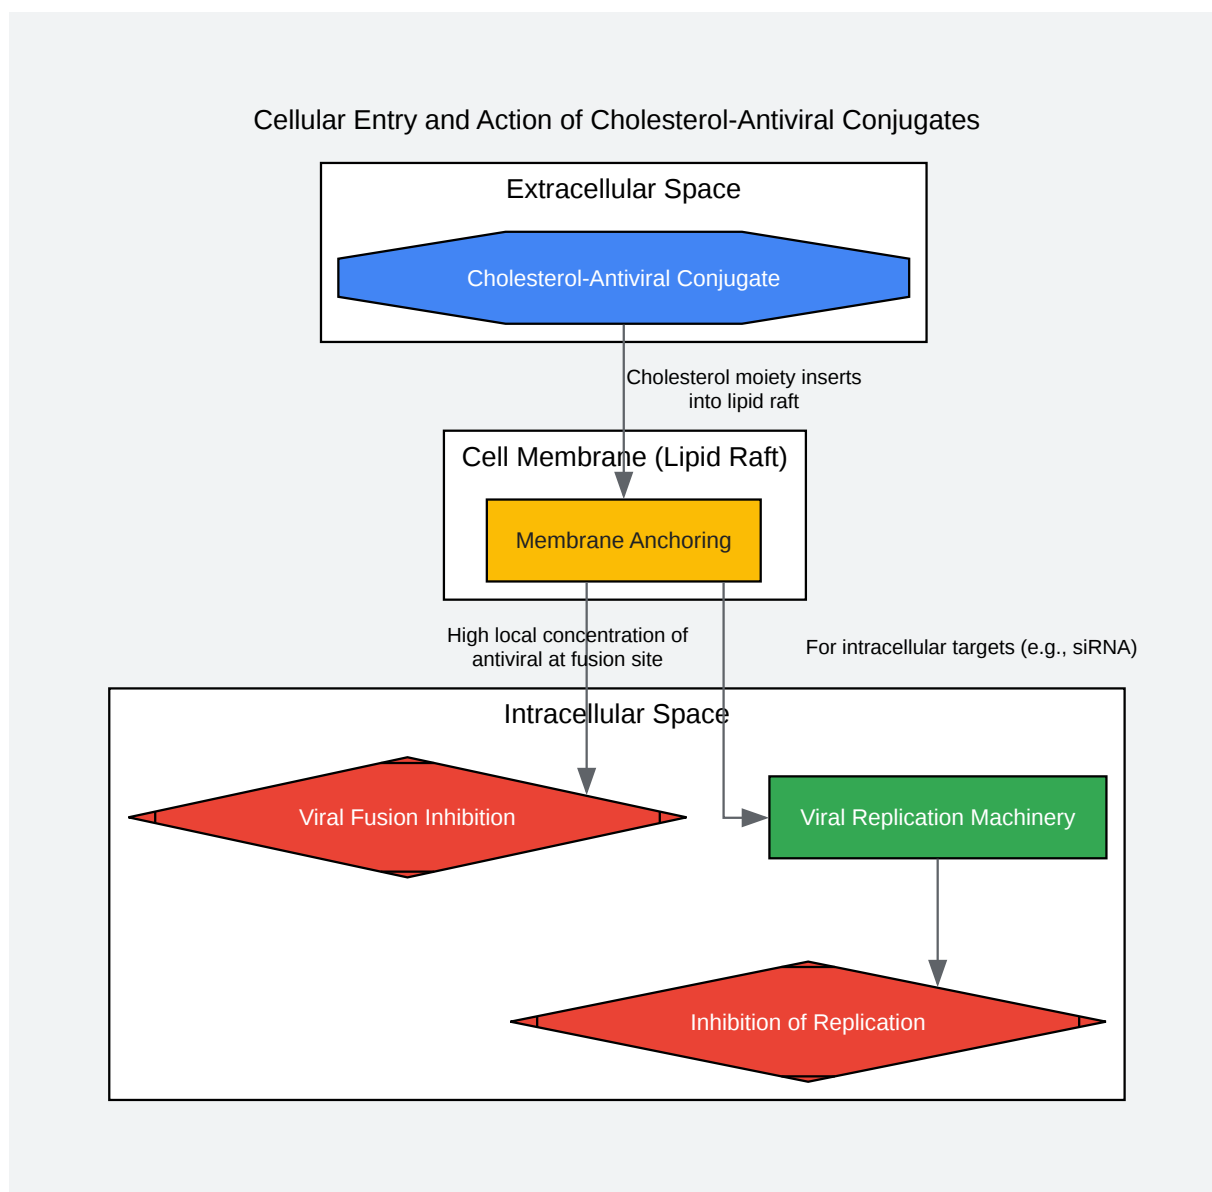 Cellular Entry and Action of Cholesterol-Antiviral Conjugates
Extracellular Space
Cholesterol-Antiviral Conjugate
Cholesterol moiety inserts
into lipid raft
Cell Membrane (Lipid Raft)
Membrane Anchoring
High local concentration of
antiviral at fusion site
For intracellular targets (e.g., siRNA)
Intracellular Space
Viral Fusion Inhibition
Viral Replication Machinery
Inhibition of Replication